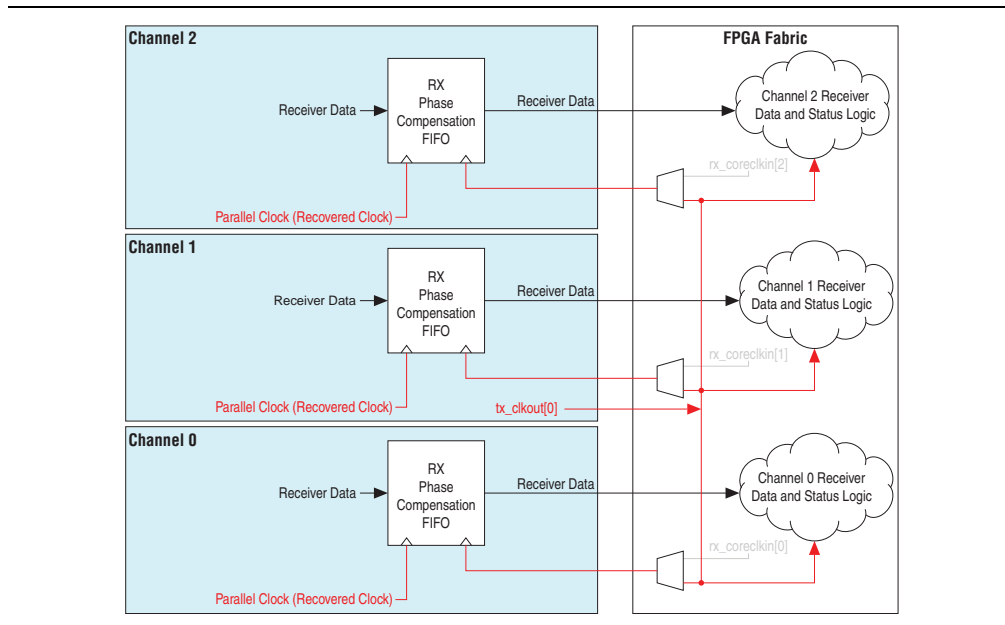 Channel 2
FPGA Fabric
RX
Phase
Compensation
FIFO
Receiver Data
Receiver Data
Channel 2 Receiver
Data and Status Logic
rx_coreclkin[2]
Parallel Clock (Recovered Clock)
Channel 1
RX
Phase
Compensation
FIFO
Receiver Data
Receiver Data
Channel 1 Receiver
Data and Status Logic
rx_coreclkin[1]
Parallel Clock (Recovered Clock)
tx_clkout[0]
Channel 0
RX
Phase
Compensation
FIFO
Receiver Data
Receiver Data
Channel 0 Receiver
Data and Status Logic
rx_coreclkin[0]
Parallel Clock (Recovered Clock)